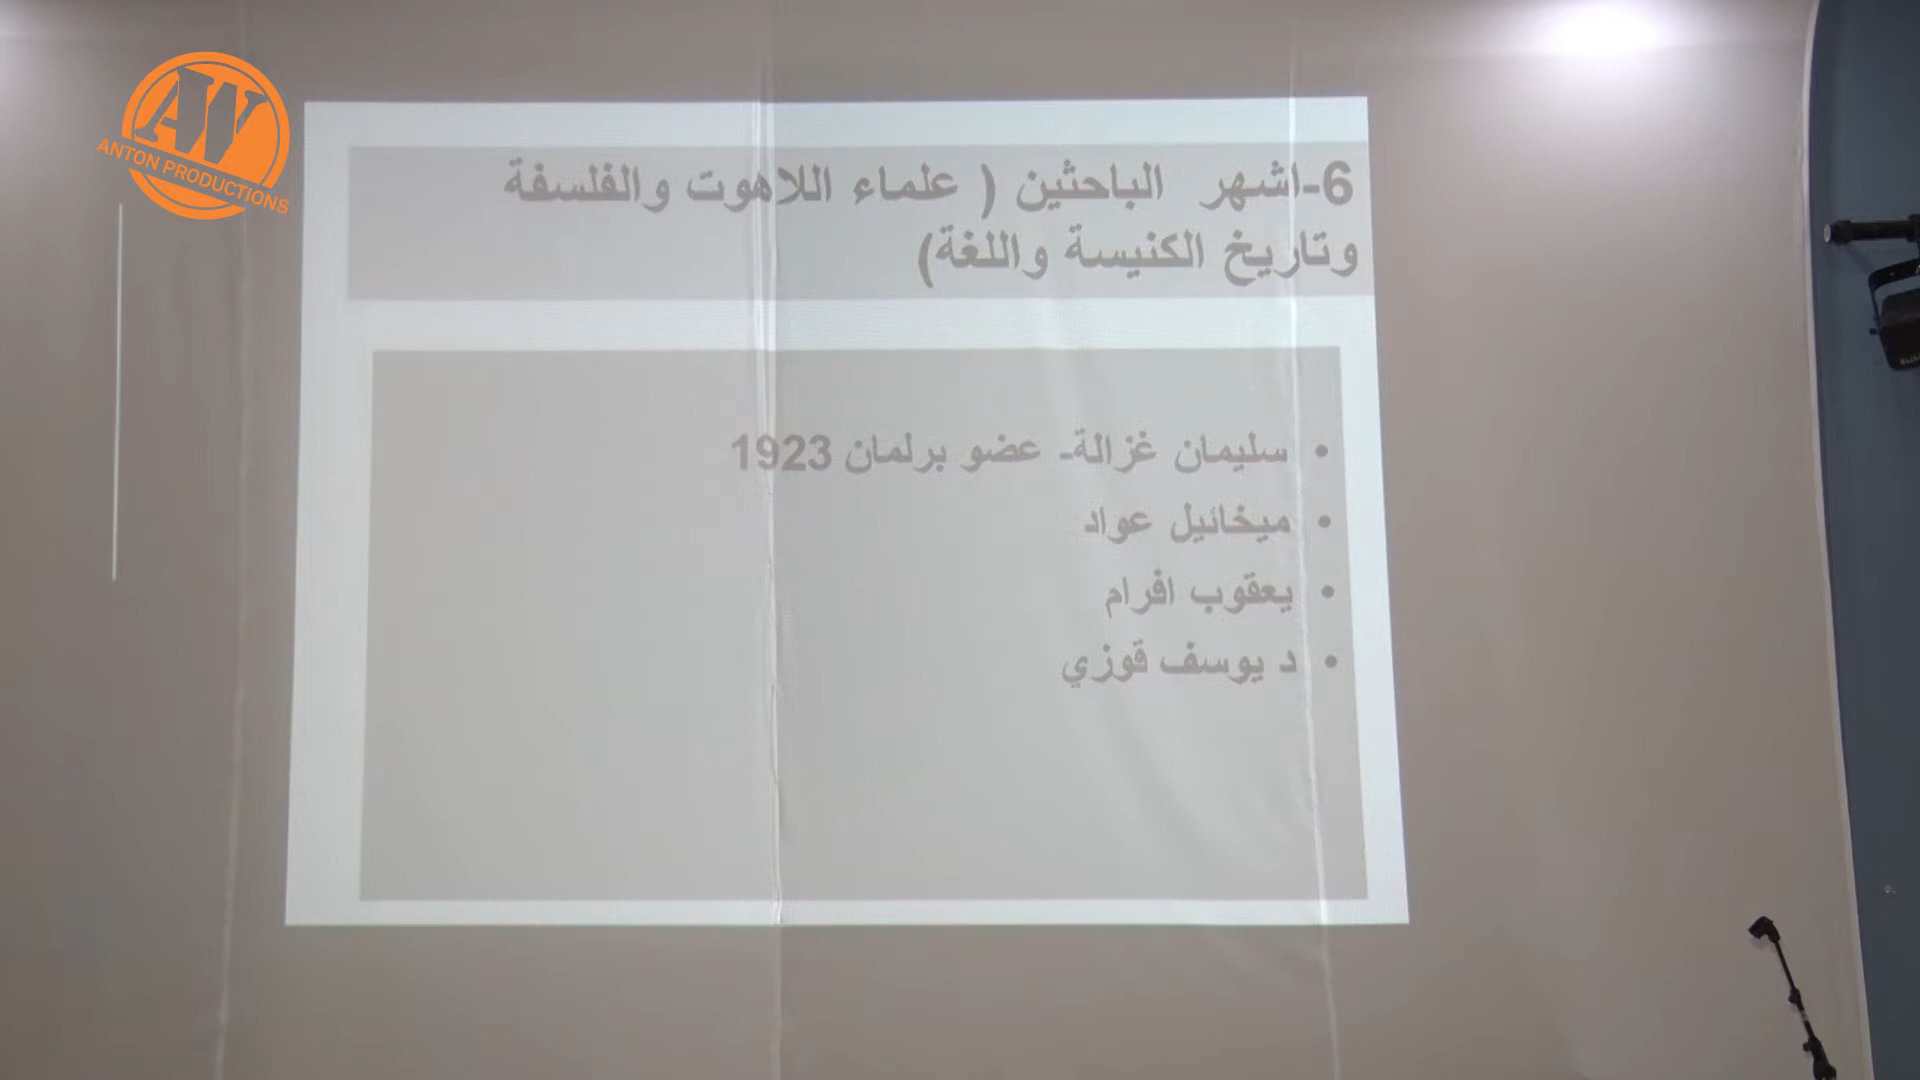 AN
ANTON PRODUCTIONS
6-اشهر الباحثين ( علماء اللاهوت والفلسفة
وتاريخ الكنيسة واللغة)
• سليمان غزالة- عضو برلمان 1923
• ميخائيل عواد
• يعقوب افرام
• د يوسف قوزي